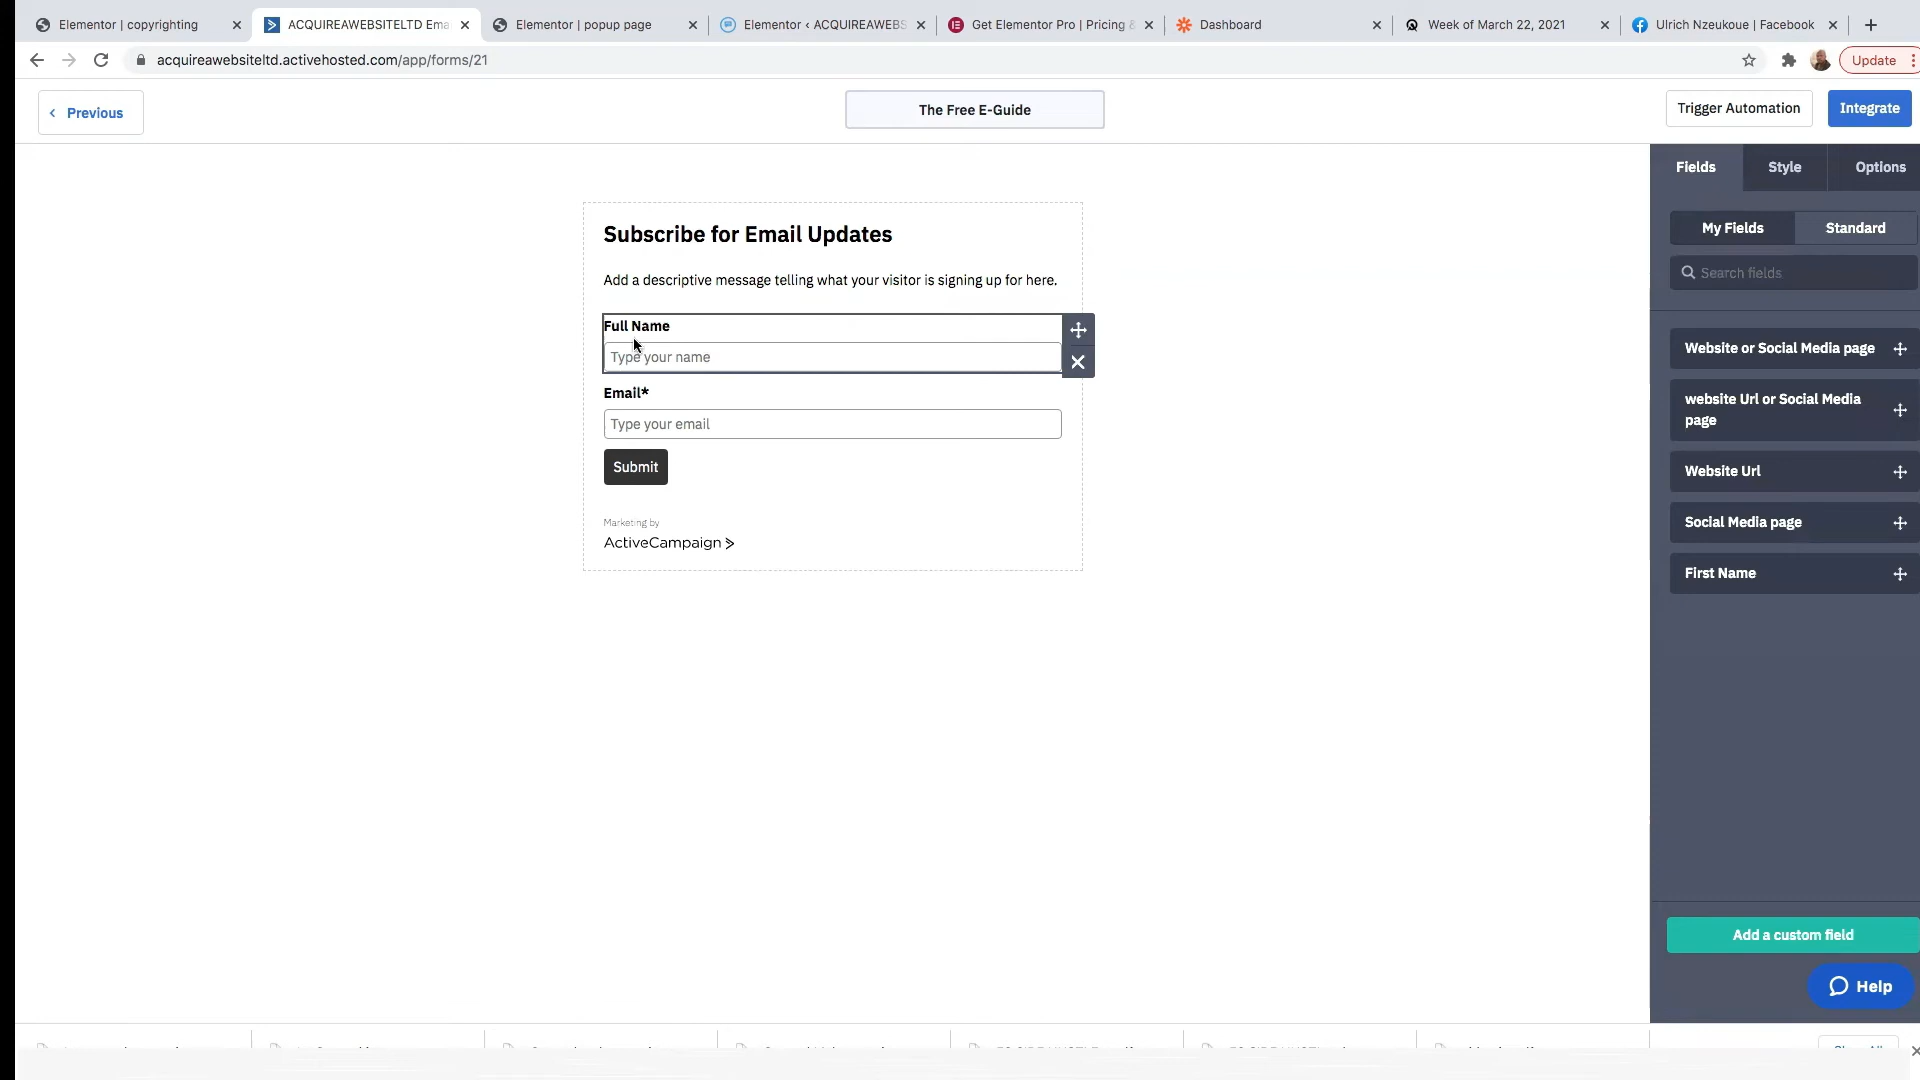 Elementor | copyrighting
ACQUIREAWEBSITELTD Ema
Elementor | popup page
Elementor ‹ ACQUIREAWEBS
Get Elementor Pro | Pricing &
Dashboard
Week of March 22, 2021
Ulrich Nzeukoue | Facebook
acquireawebsiteltd.activehosted.com/app/forms/21
Update
Previous
The Free E-Guide
Trigger Automation
Integrate
Fields
Style
Options
My Fields
Standard
Search fields
Subscribe for Email Updates
Add a descriptive message telling what your visitor is signing up for here.
Full Name
Type your name
Email*
Type your email
Submit
Marketing by
ActiveCampaign >
Website or Social Media page
website Url or Social Media
page
Website Url
Social Media page
First Name
Add a custom field
Help